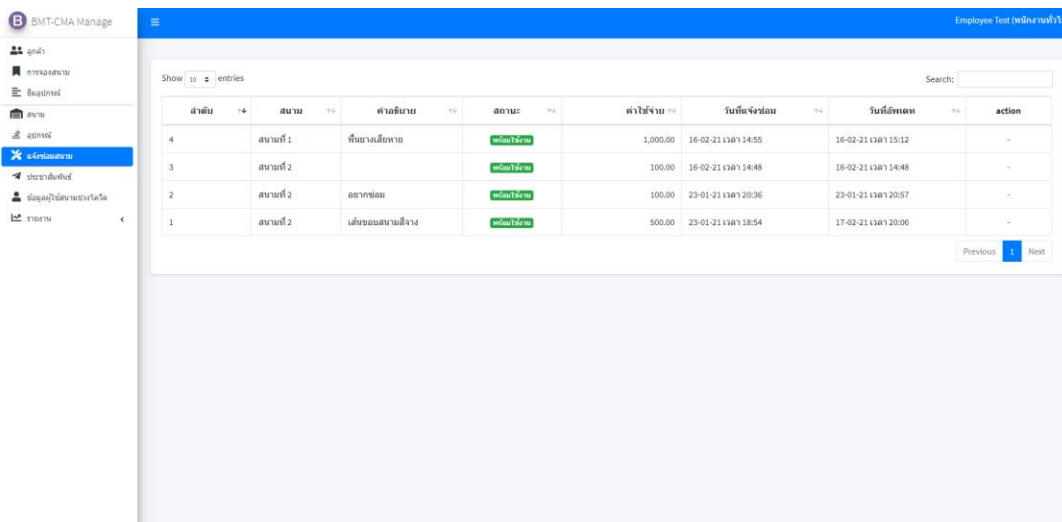 BMT-CMA Manage
Employee Test (พนักงานทั่วไ
ลูกค้า
การจองสนาม
ยืมอุปกรณ์
สนาม
อุปกรณ์
แจ้งซ่อมสนาม
ประชาสัมพันธ์
ข้อมูลผู้ใช้สนามช่วงโควิด
รายงาน
Show 10 entries
Search:
ลำดับ สนาม คำอธิบาย สถานะ ค่าใช้จ่าย วันที่แจ้งซ่อม วันที่อัพเดท action
4 สนามที่ 1 พื้นยางเสียหาย พร้อมใช้งาน 1,000.00 16-02-21 เวลา 14:55 16-02-21 เวลา 15:12 -
3 สนามที่ 2 พร้อมใช้งาน 100.00 16-02-21 เวลา 14:48 16-02-21 เวลา 14:48 -
2 สนามที่ 2 อยากซ่อม พร้อมใช้งาน 100.00 23-01-21 เวลา 20:36 23-01-21 เวลา 20:57 -
1 สนามที่ 2 เส้นขอบสนามสีจาง พร้อมใช้งาน 500.00 23-01-21 เวลา 18:54 17-02-21 เวลา 20:06 -
Previous 1 Next